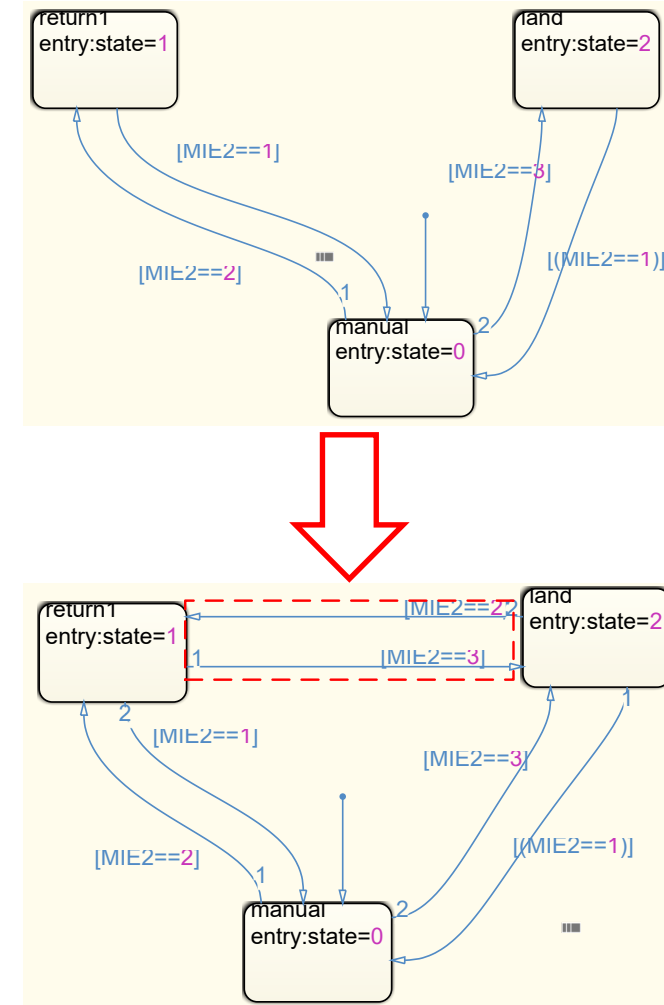 return1
entry:state=1
land
entry:state=2
[MIE2==1]
[MIE2==3]
[MIE2==2]
[(MIE2==1)]
1
manual
entry:state=0
2
return1
entry:state=1
[MIE2==2]
2
land
entry:state=2
1
[MIE2==3]
2
1
[MIE2==1]
[MIE2==3]
[MIE2==2]
[(MIE2==1)]
1
manual
entry:state=0
2